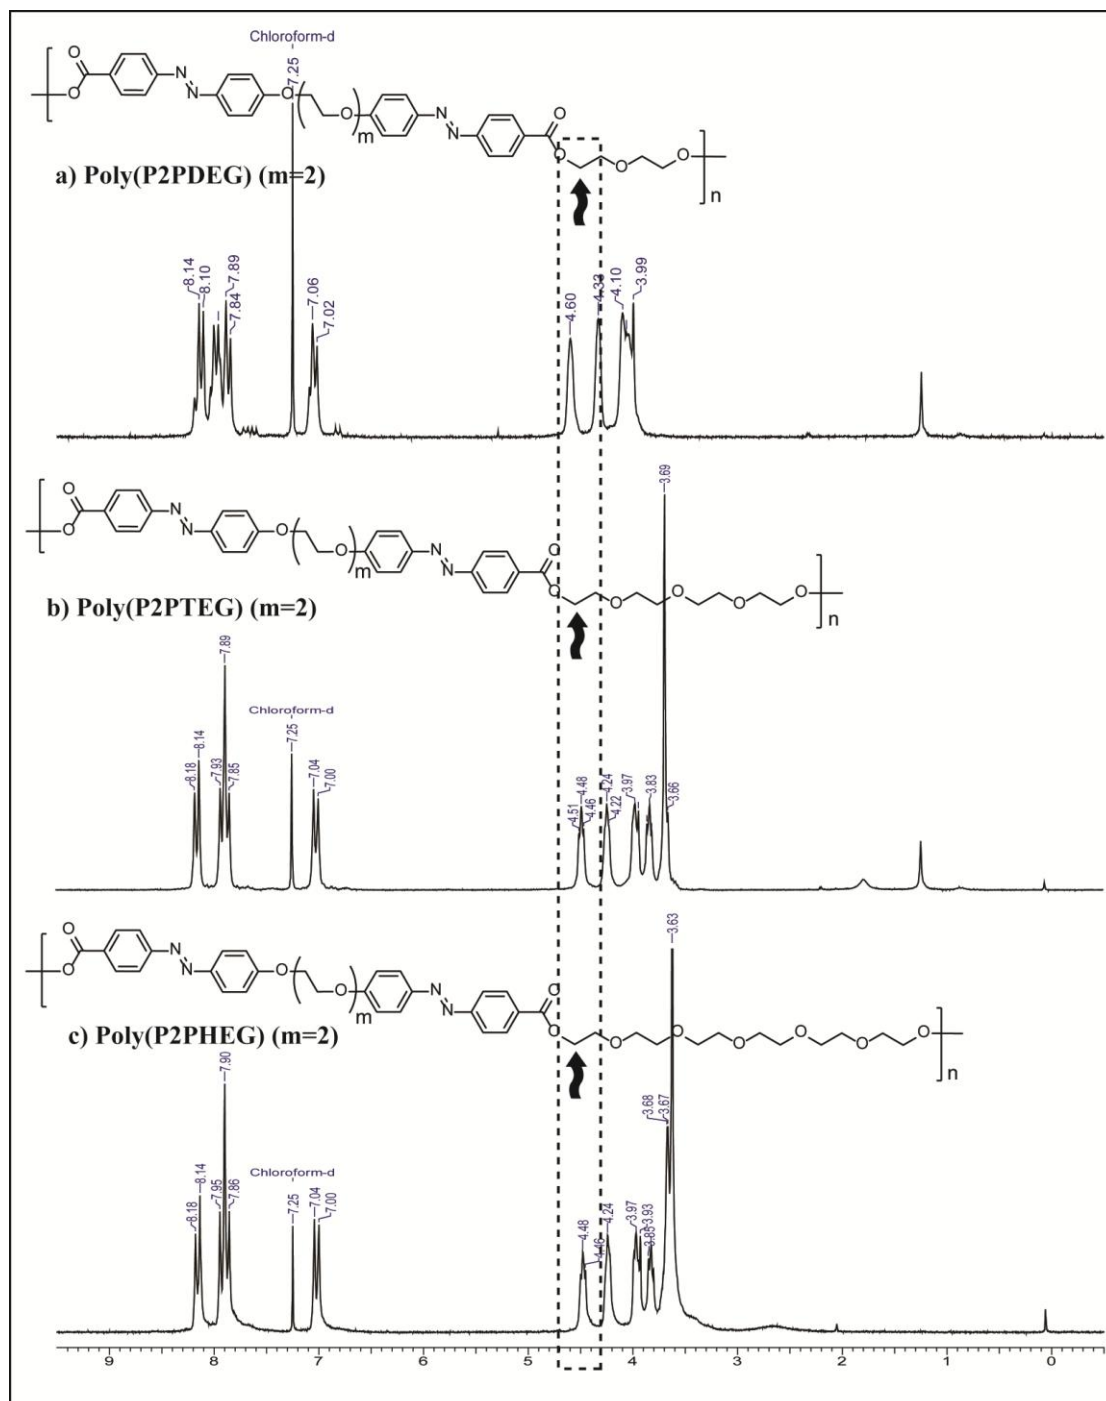 Chloroform-d
7.25
O
O
N
N
O
O
m
N
N
O
O
O
O
n
a) Poly(P2PDEG) (m=2)
8.14
8.10
7.89
7.84
7.06
7.02
4.60
4.33
4.10
3.99
O
O
N
N
O
O
m
N
N
O
O
O
O
O
O
n
b) Poly(P2PTEG) (m=2)
8.18
8.14
7.93
7.89
7.85
Chloroform-d
7.25
7.04
7.00
4.51
4.48
4.46
4.24
4.22
3.97
3.83
3.69
3.66
O
O
N
N
O
O
m
N
N
O
O
O
O
O
O
O
O
n
c) Poly(P2PHEG) (m=2)
8.18
8.14
7.95
7.90
7.86
Chloroform-d
7.25
7.04
7.00
4.48
4.46
4.24
3.97
3.93
3.85
3.68
3.67
3.63
9 8 7 6 5 4 3 2 1 0